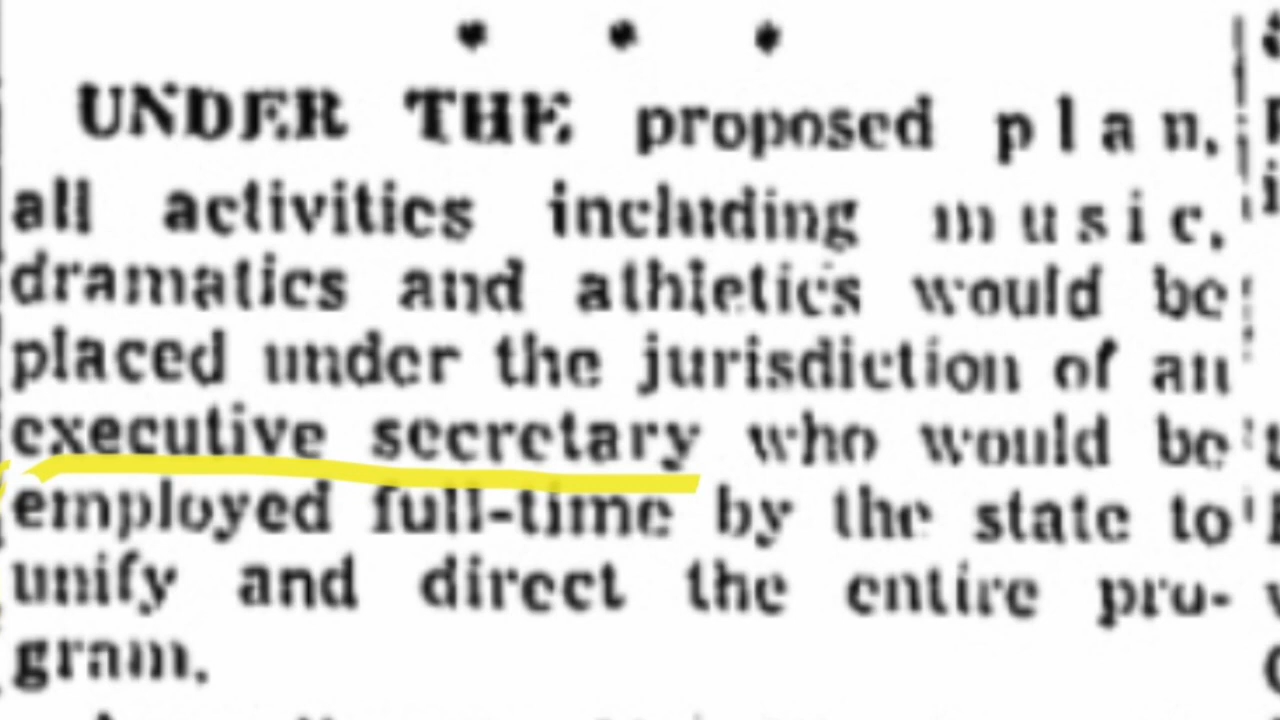 UNDER THE proposed plan,
all activities including music,
dramatics and athletics would be
placed under the jurisdiction of an
executive secretary who would be
employed full-time by the state to
unify and direct the entire pro-
gram.